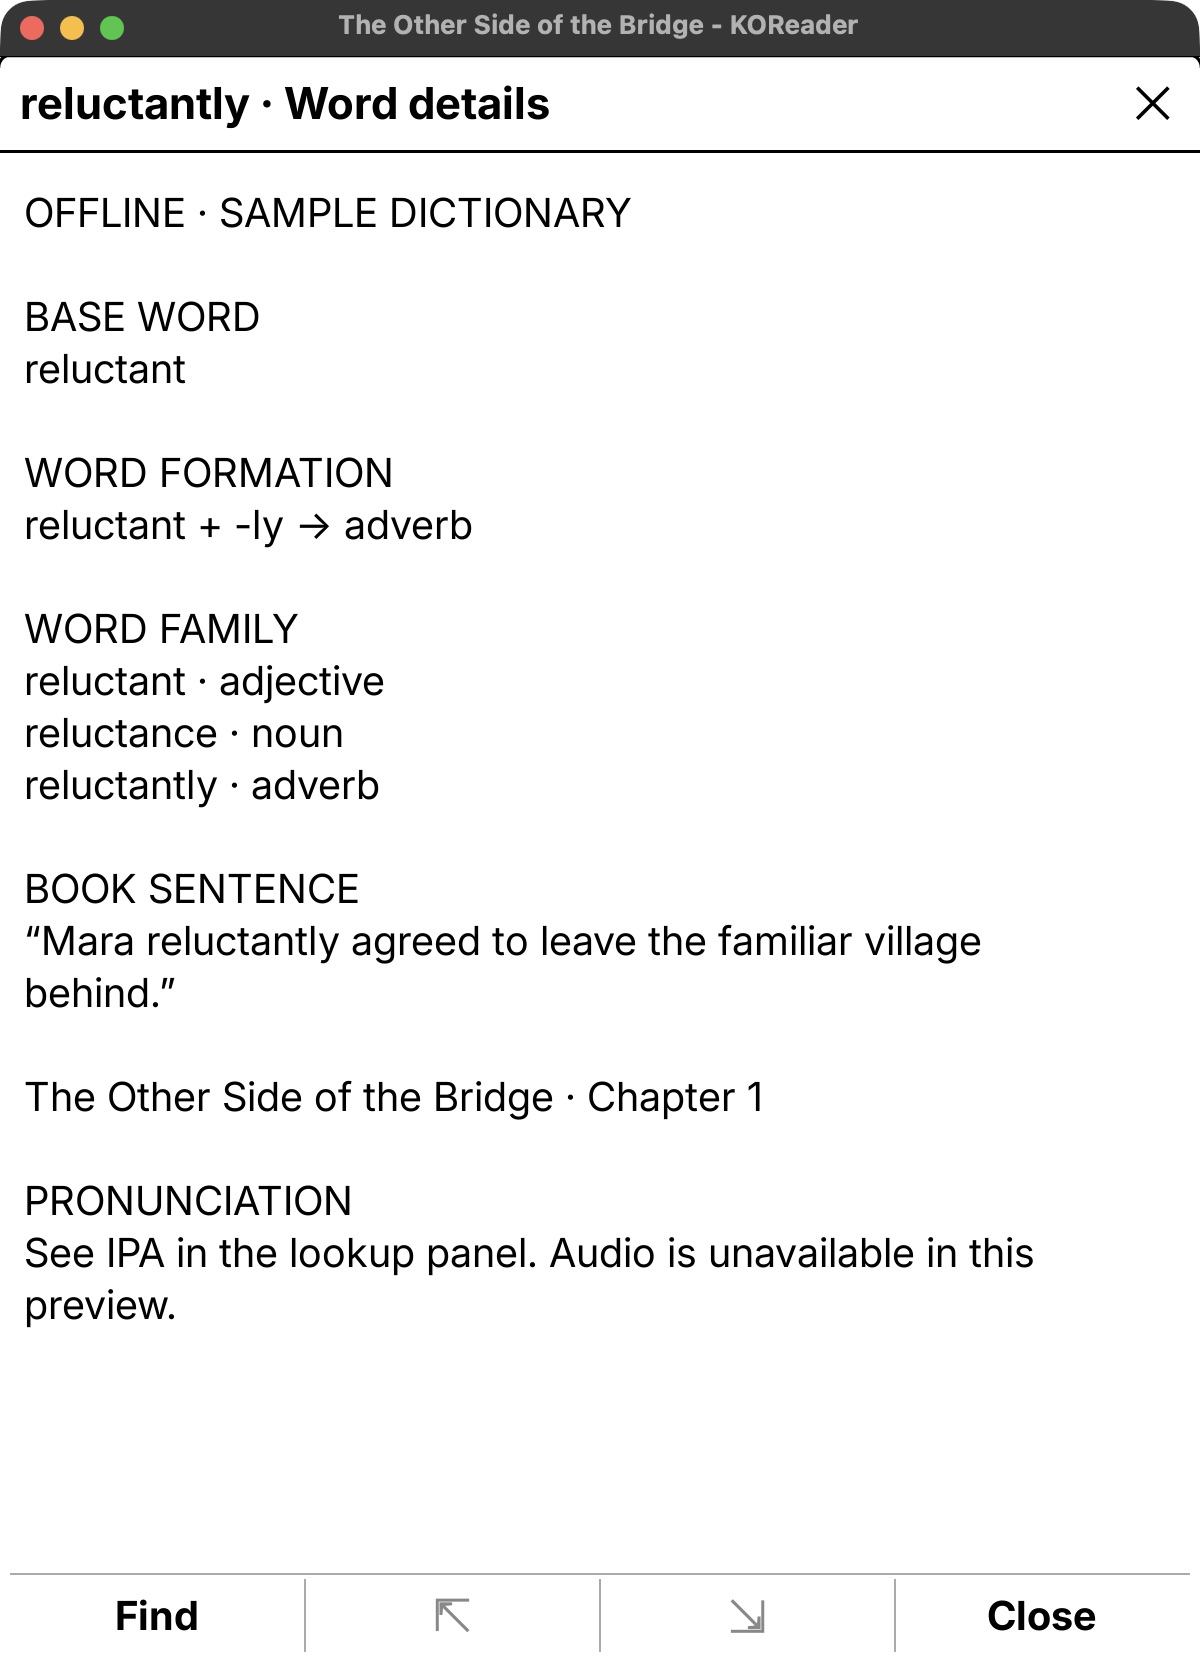 The Other Side of the Bridge - KOReader
reluctantly · Word details
OFFLINE · SAMPLE DICTIONARY
BASE WORD
reluctant
WORD FORMATION
reluctant + -ly → adverb
WORD FAMILY
reluctant · adjective
reluctance · noun
reluctantly · adverb
BOOK SENTENCE
“Mara reluctantly agreed to leave the familiar village
behind.”
The Other Side of the Bridge · Chapter 1
PRONUNCIATION
See IPA in the lookup panel. Audio is unavailable in this
preview.
Find
Close